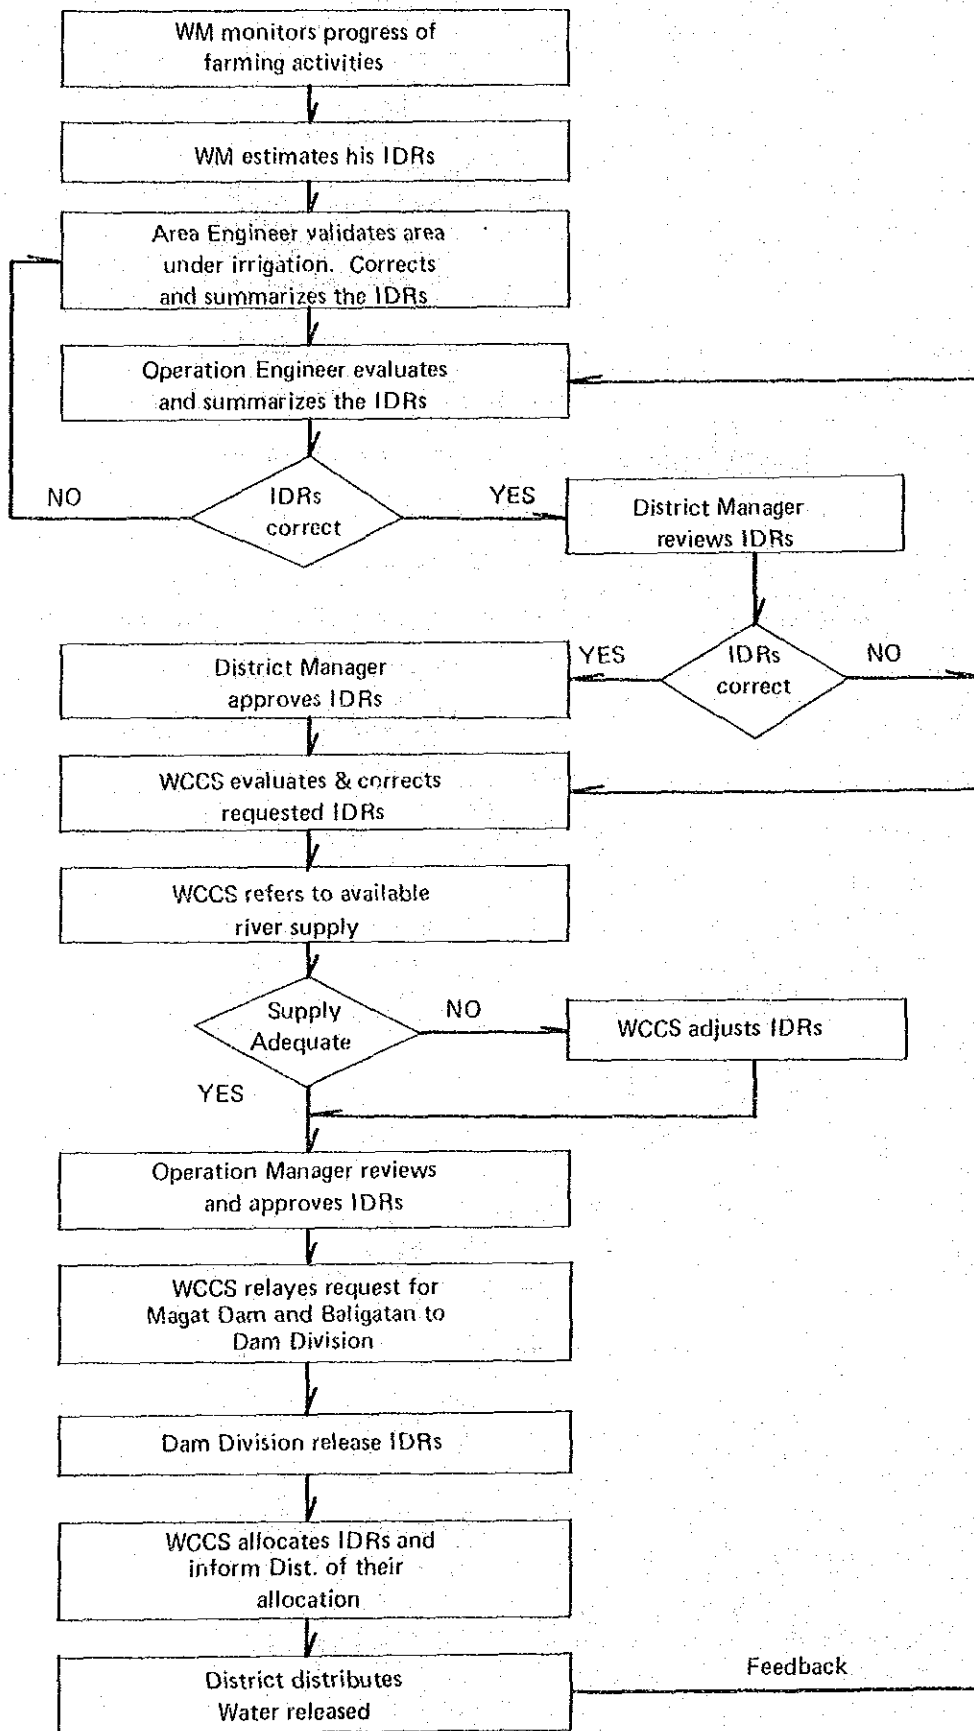 WM monitors progress of
farming activities
WM estimates his IDRs
Area Engineer validates area
under irrigation. Corrects
and summarizes the IDRs
Operation Engineer evaluates
and summarizes the IDRs
NO
IDRs
correct
YES
District Manager
reviews IDRs
District Manager
approves IDRs
YES
IDRs
correct
NO
WCCS evaluates & corrects
requested IDRs
WCCS refers to available
river supply
Supply
Adequate
NO
WCCS adjusts IDRs
YES
Operation Manager reviews
and approves IDRs
WCCS relayes request for
Magat Dam and Baligatan to
Dam Division
Dam Division release IDRs
WCCS allocates IDRs and
inform Dist. of their
allocation
District distributes
Water released
Feedback